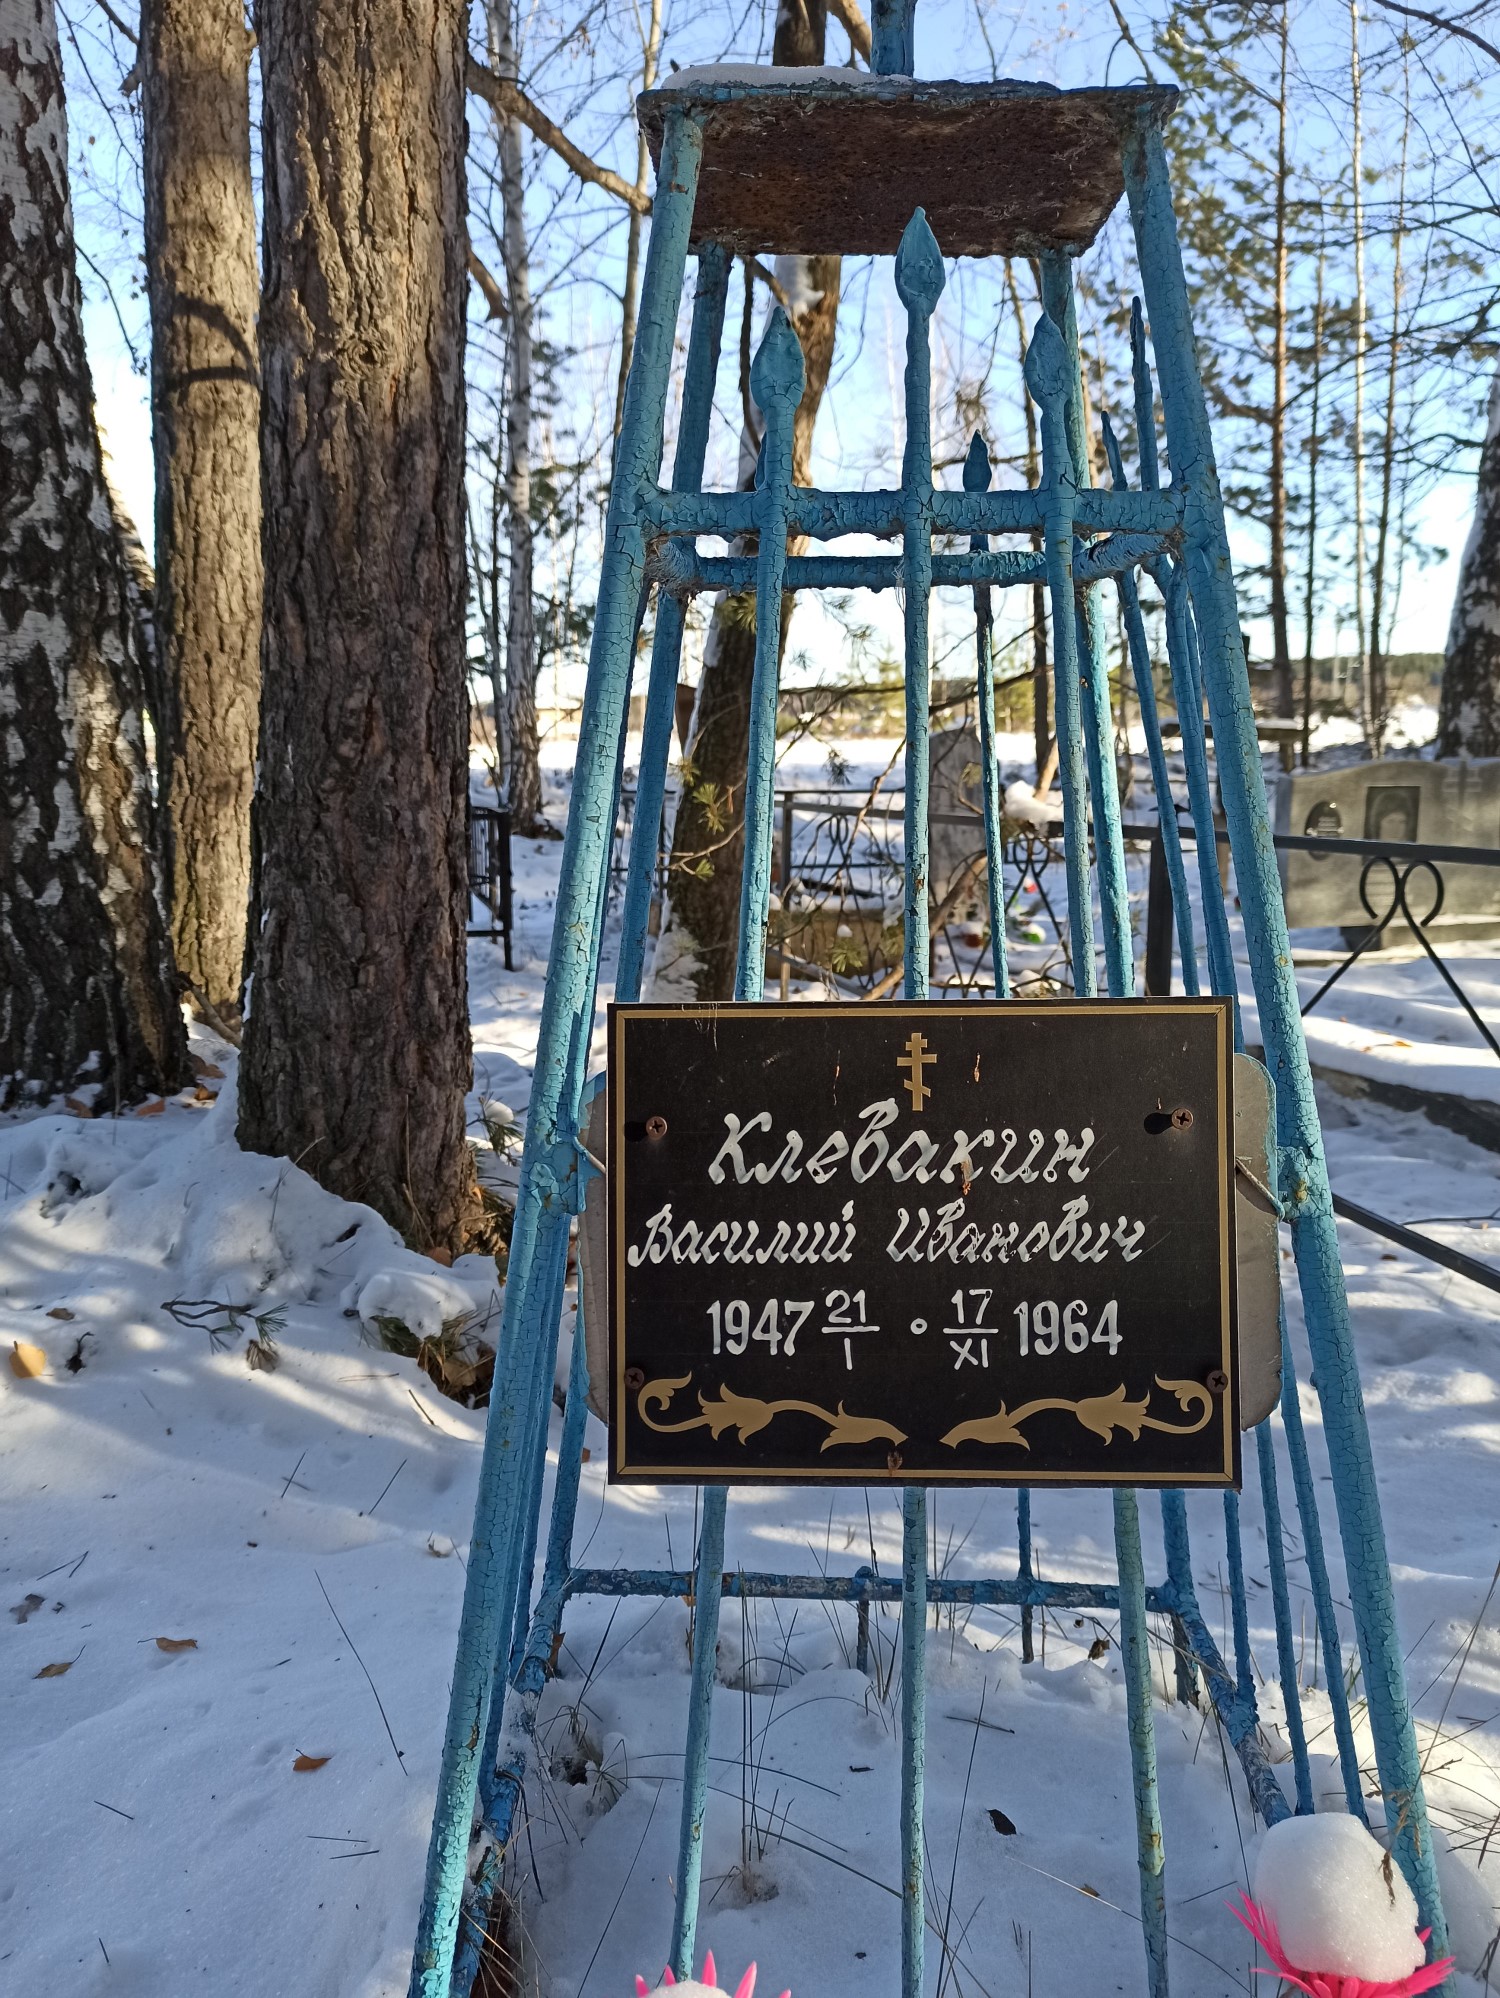 Клевакин
Василий Иванович
1947 21/I • 17/XI 1964